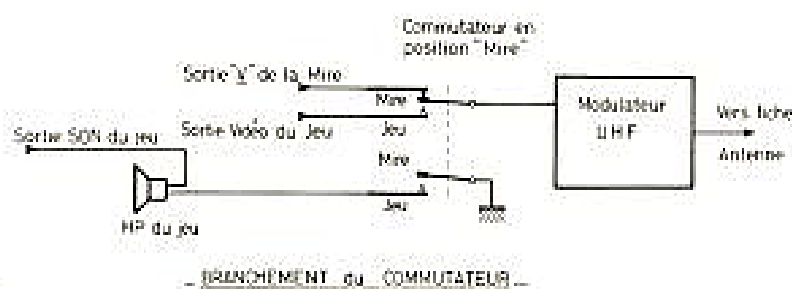 Commutateur en
position "Mire"
Sortie "V" de la Mire
Mire
Modulateur
UHF
Vers fiche
Antenne
Sortie Vidéo du Jeu
Jeu
Sortie SON du jeu
Mire
Jeu
HP du jeu
BRANCHEMENT du COMMUTATEUR